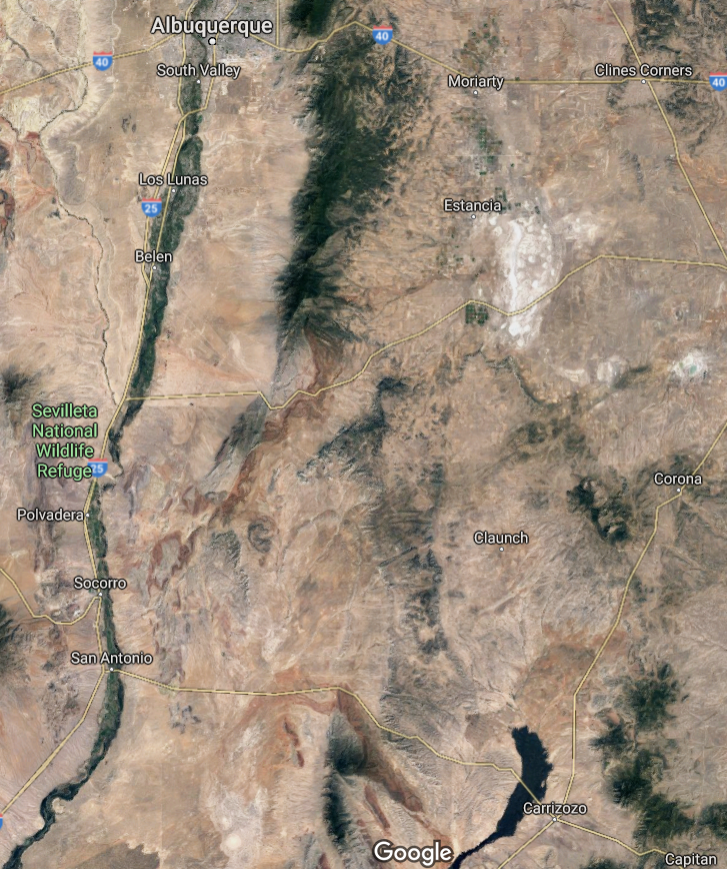 Albuquerque
40
40
South Valley
Moriarty
Clines Corners
40
Los Lunas
25
Estancia
Belen
Sevilleta
National
Wildlife
Refuge
25
Corona
Polvadera
Claunch
Socorro
San Antonio
Carrizozo
Google
Capitan